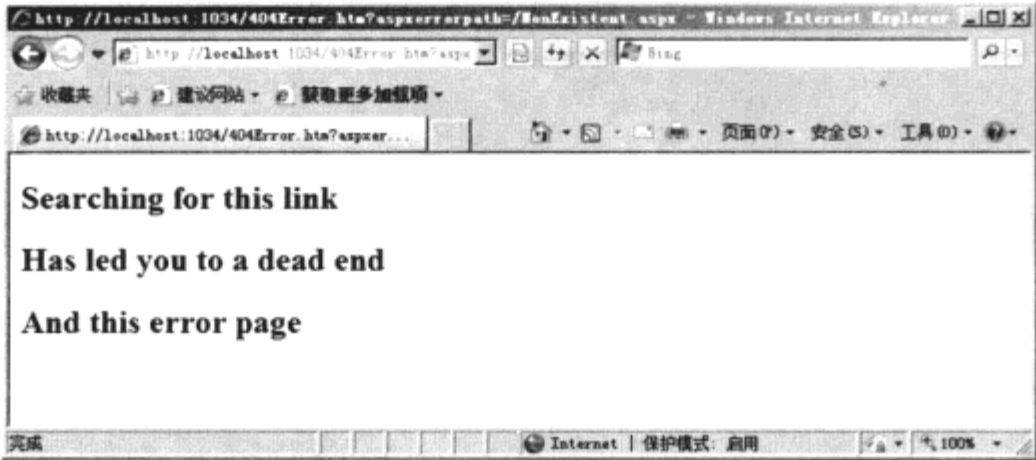 http://localhost:1034/404Error.htm?aspxerrorpath=/NonExistent.aspx - Windows Internet Explorer
http://localhost:1034/404Error.htm?aspx
Bing
收藏夹 建议网站 获取更多加载项
http://localhost:1034/404Error.htm?aspxer... 页面(P) 安全(S) 工具(O)
Searching for this link
Has led you to a dead end
And this error page
完成 Internet | 保护模式: 启用 100%